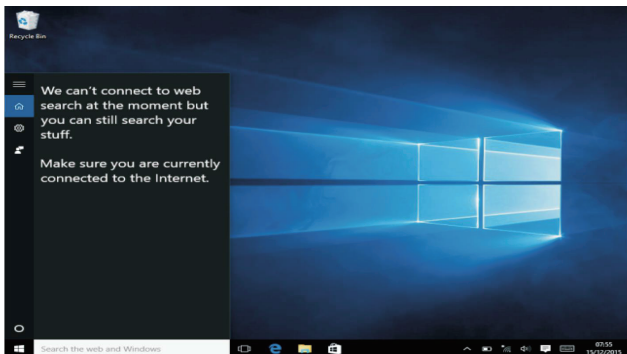 Recycle Bin
We can't connect to web
search at the moment but
you can still search your
stuff.
Make sure you are currently
connected to the Internet.
Search the web and Windows
07:55
15/12/2015